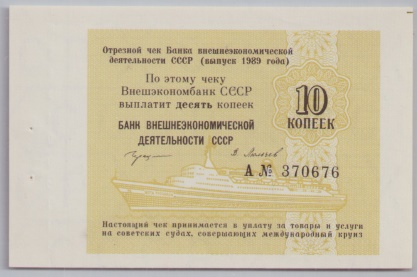 Отрезной чек Банка внешнеэкономической
деятельности СССР (выпуск 1989 года)
По этому чеку
Внешэкономбанк СССР
выплатит десять копеек
10
КОПЕЕК
БАНК ВНЕШНЕЭКОНОМИЧЕСКОЙ
ДЕЯТЕЛЬНОСТИ СССР
А № 370676
Настоящий чек принимается в уплату за товары и услуги
на советских судах, совершающих международный круиз